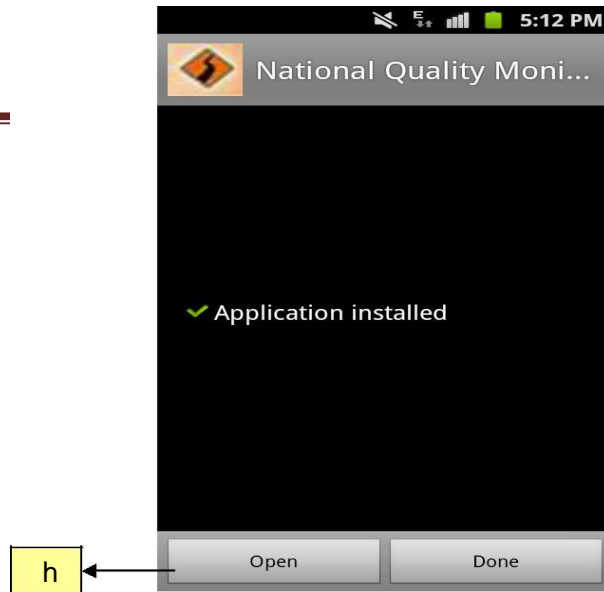 E 5:12 PM
National Quality Moni...
Application installed
h
Open Done